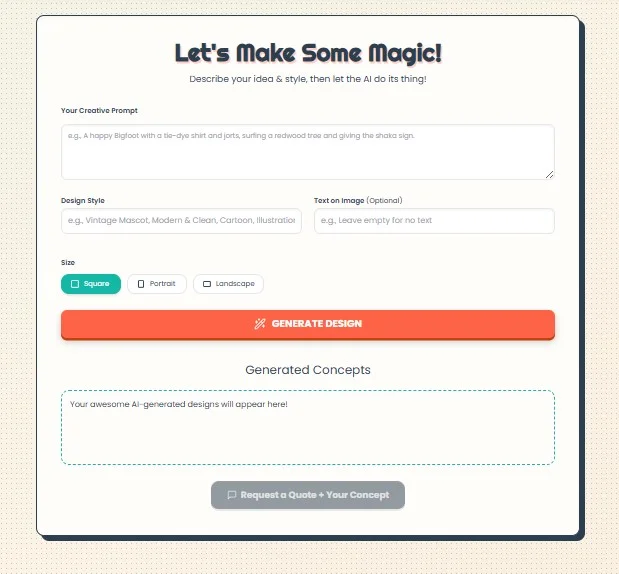 Let's Make Some Magic!
Describe your idea & style, then let the AI do its thing!
Your Creative Prompt
e.g., A happy Bigfoot with a tie-dye shirt and jorts, surfing a redwood tree and giving the shaka sign.
Design Style
Text on Image (Optional)
e.g., Vintage Mascot, Modern & Clean, Cartoon, Illustration
e.g., Leave empty for no text
Size
Square
Portrait
Landscape
GENERATE DESIGN
Generated Concepts
Your awesome AI-generated designs will appear here!
Request a Quote + Your Concept